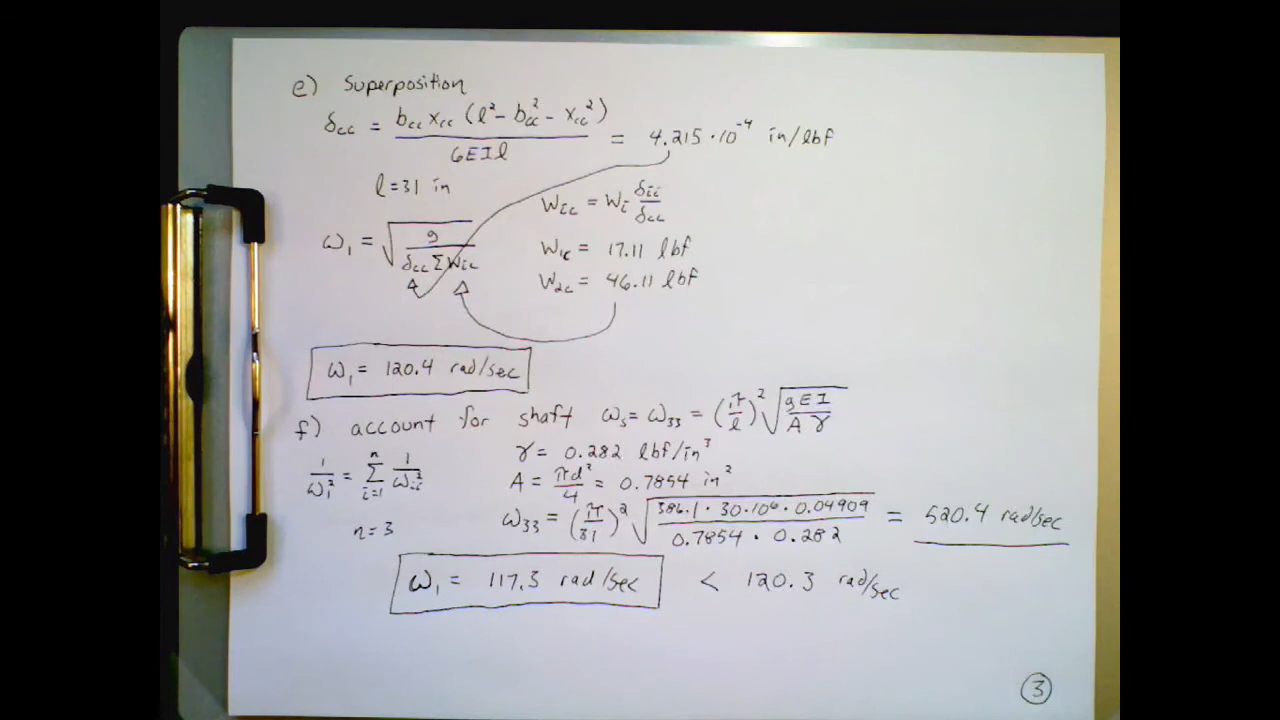 e) Superposition
δcc = bcc xcc (l² - bcc² - xcc²) / 6EIl = 4.215 · 10⁻⁴ in/lbf
l = 31 in
Wic = Wi δii/δcc
ω₁ = √(g / δcc Σ Wic)
W1c = 17.11 lbf
W2c = 46.11 lbf
ω₁ = 120.4 rad/sec
f) account for shaft ωs = ω33 = (π/l)² √(gEI / Aγ)
γ = 0.282 lbf/in³
1/ω₁² = Σ i=1 n 1/ωii²
A = πd²/4 = 0.7854 in²
n = 3
ω33 = (π/31)² √(386.1 · 30·10⁶ · 0.04909 / 0.7854 · 0.282) = 520.4 rad/sec
ω₁ = 117.3 rad/sec < 120.3 rad/sec
3